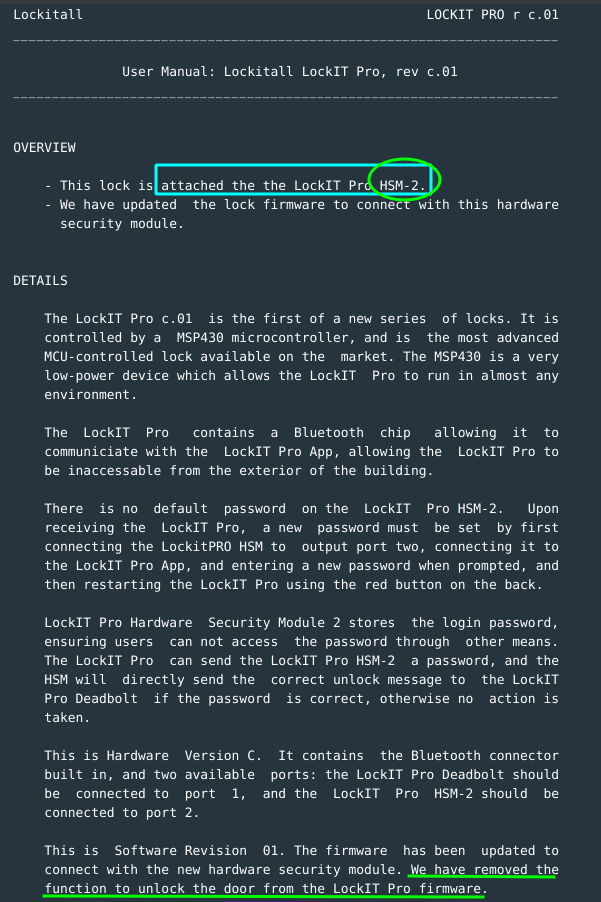 Lockitall LOCKIT PRO r c.01
______________________________________________________________________
User Manual: Lockitall LockIT Pro, rev c.01
______________________________________________________________________
OVERVIEW
- This lock is attached the the LockIT Pro HSM-2.
- We have updated  the lock firmware to connect with this hardware
security module.
DETAILS
The LockIT Pro c.01  is the first of a new series  of locks. It is
controlled by a  MSP430 microcontroller, and is  the most advanced
MCU-controlled lock available on the  market. The MSP430 is a very
low-power device which allows the LockIT  Pro to run in almost any
environment.
The  LockIT  Pro   contains  a  Bluetooth  chip   allowing  it  to
communiciate with the  LockIT Pro App, allowing the  LockIT Pro to
be inaccessable from the exterior of the building.
There  is no  default  password  on the  LockIT  Pro HSM-2.   Upon
receiving the  LockIT Pro,  a new  password must  be set  by first
connecting the LockitPRO HSM to  output port two, connecting it to
the LockIT Pro App, and entering a new password when prompted, and
then restarting the LockIT Pro using the red button on the back.
LockIT Pro Hardware  Security Module 2 stores  the login password,
ensuring users  can not access  the password through  other means.
The LockIT Pro  can send the LockIT Pro HSM-2  a password, and the
HSM will  directly send the  correct unlock message to  the LockIT
Pro Deadbolt  if the password  is correct, otherwise no  action is
taken.
This is Hardware  Version C.  It contains  the Bluetooth connector
built in, and two available  ports: the LockIT Pro Deadbolt should
be  connected to  port  1,  and the  LockIT  Pro  HSM-2 should  be
connected to port 2.
This is  Software Revision  01. The firmware  has been  updated to
connect with the new hardware security module. We have removed the
function to unlock the door from the LockIT Pro firmware.